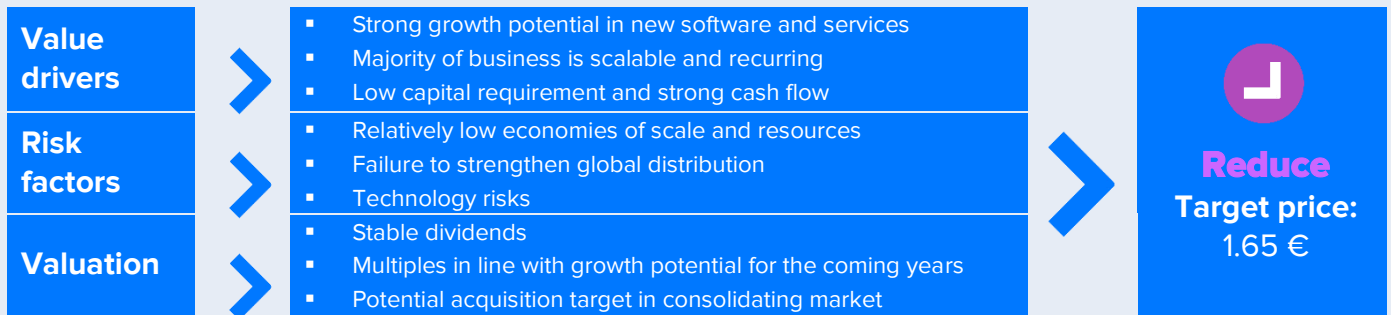 Value
drivers
▪ Strong growth potential in new software and services
▪ Majority of business is scalable and recurring
▪ Low capital requirement and strong cash flow
Risk
factors
▪ Relatively low economies of scale and resources
▪ Failure to strengthen global distribution
▪ Technology risks
Valuation
▪ Stable dividends
▪ Multiples in line with growth potential for the coming years
▪ Potential acquisition target in consolidating market
Reduce
Target price:
1.65 €